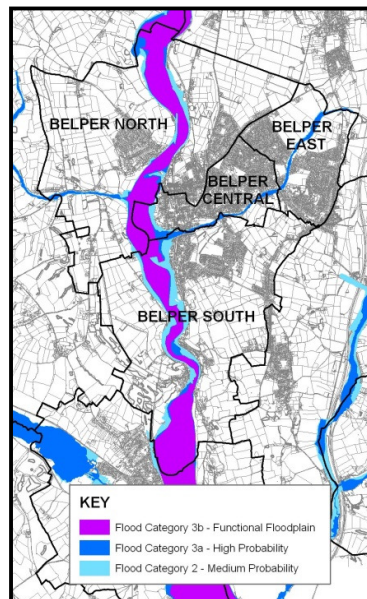 BELPER NORTH
BELPER
EAST
BELPER
CENTRAL
BELPER SOUTH
KEY
Flood Category 3b - Functional Floodplain
Flood Category 3a - High Probability
Flood Category 2 - Medium Probability